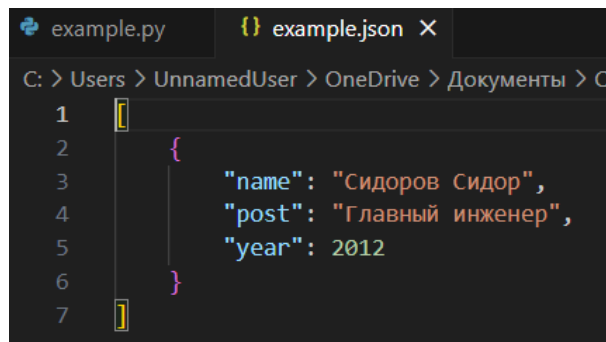 example.py {} example.json ×
C: > Users > UnnamedUser > OneDrive > Документы >
1 [
2 {
3 "name": "Сидоров Сидор",
4 "post": "Главный инженер",
5 "year": 2012
6 }
7 ]